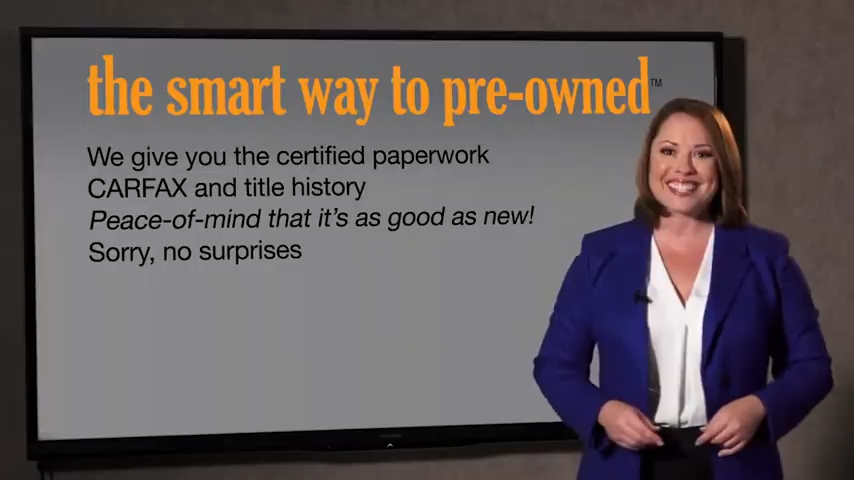 the smart way to pre-owned™
We give you the certified paperwork
CARFAX and title history
Peace-of-mind that it's as good as new!
Sorry, no surprises